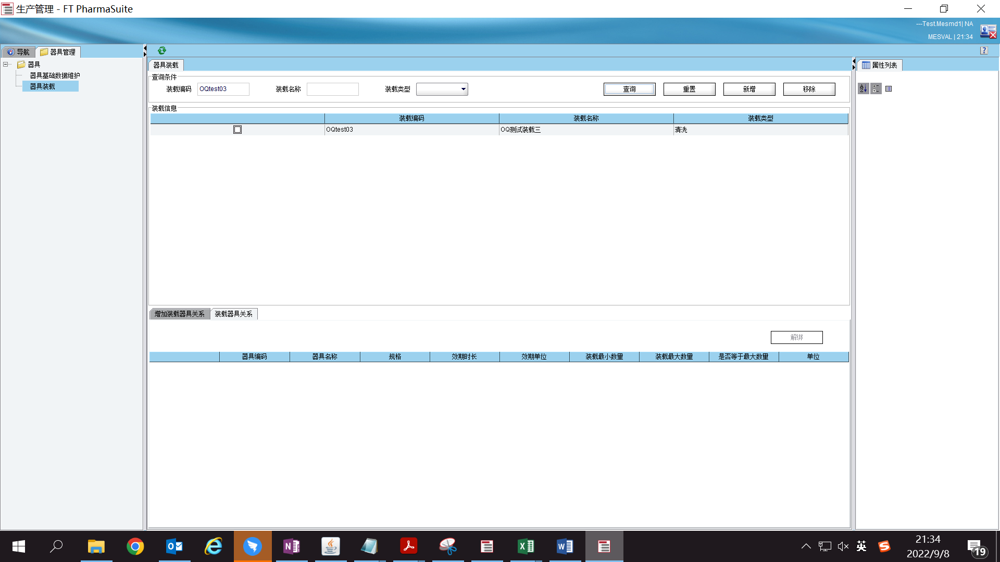 生产管理 - FT PharmaSuite
---Test.Mesmd1| NA
MESVAL | 21:34
导航
器具管理
器具
器具基础数据维护
器具装载
?
器具装载
属性列表
查询条件
装载编码 OQtest03 装载名称 装载类型 查询 重置 新增 移除
装载信息
装载编码 装载名称 装载类型
OQtest03 OQ测试装载三 清洗
增加装载器具关系 装载器具关系
解绑
器具编码 器具名称 规格 效期时长 效期单位 装载最小数量 装载最大数量 是否等于最大数量 单位
英
21:34
2022/9/8
19